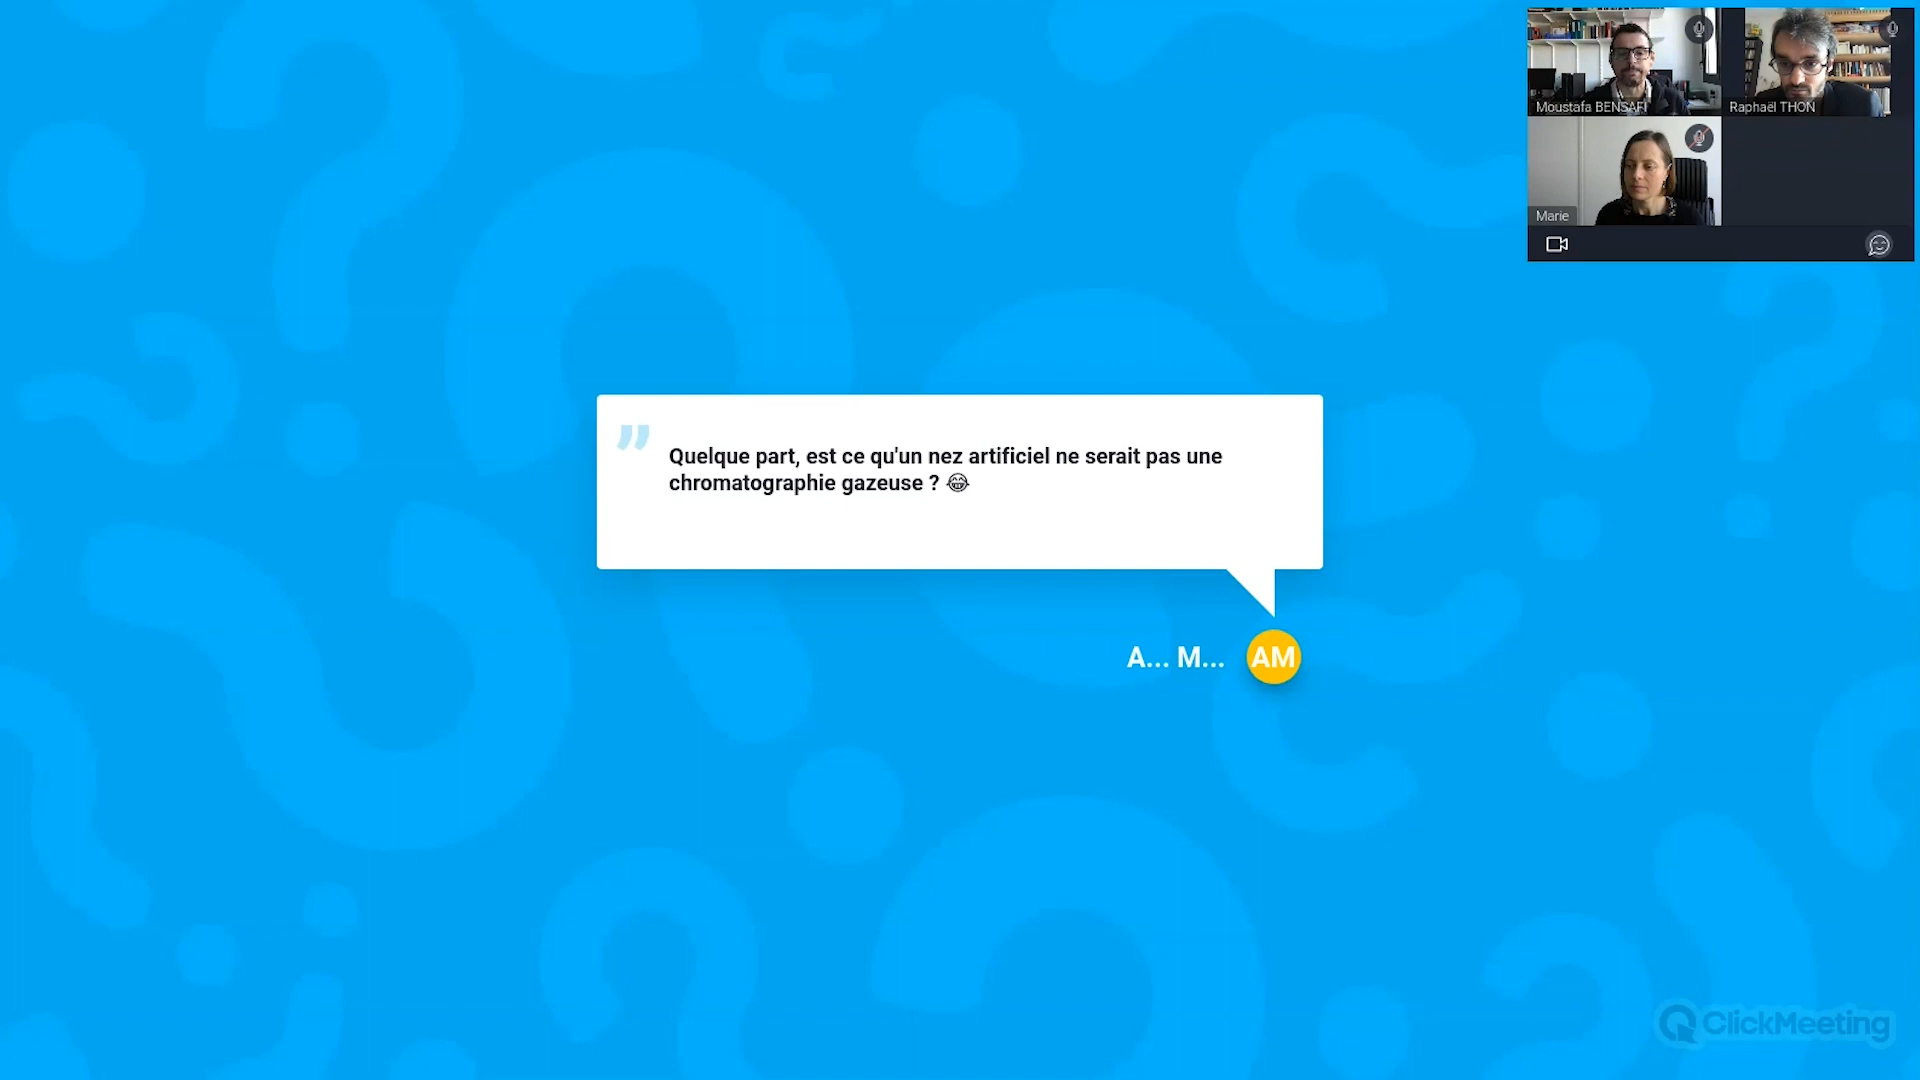 Moustafa BENSAFI
Raphaël THON
Marie
Quelque part, est ce qu'un nez artificiel ne serait pas une
chromatographie gazeuse ? 😂
A... M...
AM
ClickMeeting